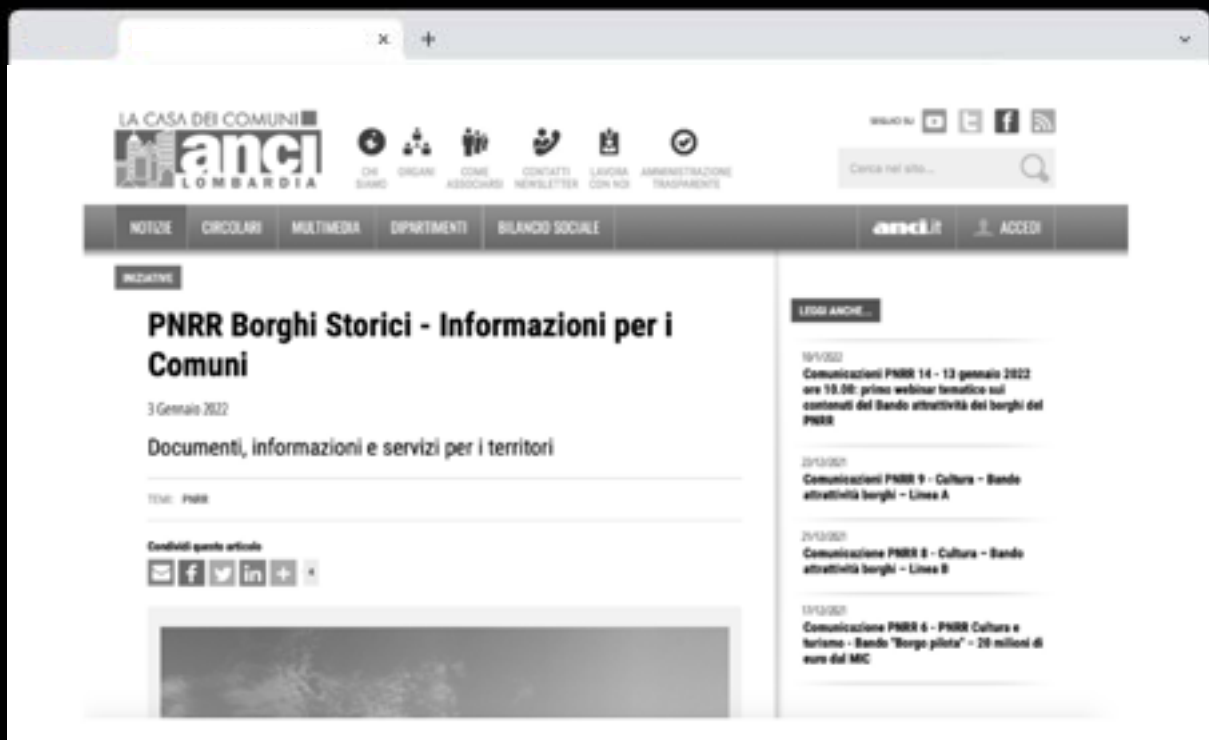 LA CASA DEI COMUNI
anci
LOMBARDIA
CHI
SIAMO
ORGANI
COME
ASSOCIARSI
CONTATTI
NEWSLETTER
LAVORA
CON NOI
AMMINISTRAZIONE
TRASPARENTE
SEGUICI SU
Cerca nel sito...
NOTIZIE
CIRCOLARI
MULTIMEDIA
DIPARTIMENTI
BILANCIO SOCIALE
anci.it
ACCEDI
INIZIATIVE
PNRR Borghi Storici - Informazioni per i
Comuni
3 Gennaio 2022
Documenti, informazioni e servizi per i territori
TEMI: PNRR
Condividi questo articolo
LEGGI ANCHE...
10/1/2022
Comunicazioni PNRR 14 - 13 gennaio 2022
ore 10.00: primo webinar tematico sui
contenuti del Bando attrattività dei borghi del
PNRR
22/12/2021
Comunicazioni PNRR 9 - Cultura – Bando
attrattività borghi – Linea A
21/12/2021
Comunicazione PNRR 8 - Cultura – Bando
attrattività borghi – Linea B
17/12/2021
Comunicazione PNRR 6 - PNRR Cultura e
turismo - Bando "Borgo pilota" – 20 milioni di
euro dal MIC